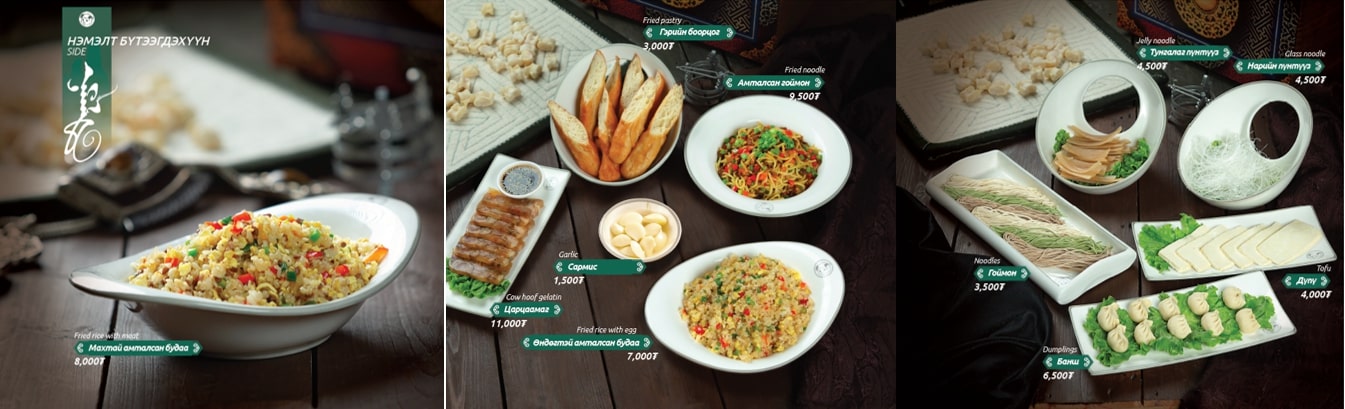 НЭМЭЛТ БҮТЭЭГДЭХҮҮН
SIDE
Fried rice with meat
Махтай амталсан будаа
8,000₮
Fried pastry
Гэрийн боорцог
3,000₮
Fried noodle
Амталсан гоймон
9,500₮
Garlic
Сармис
1,500₮
Cow hoof gelatin
Царцаамаг
11,000₮
Fried rice with egg
Өндөгтэй амталсан будаа
7,000₮
Jelly noodle
Тунгалаг пүнтүүз
4,500₮
Glass noodle
Нарийн пүнтүүз
4,500₮
Noodles
Гоймон
3,500₮
Tofu
Дүпү
4,000₮
Dumplings
Банш
6,500₮